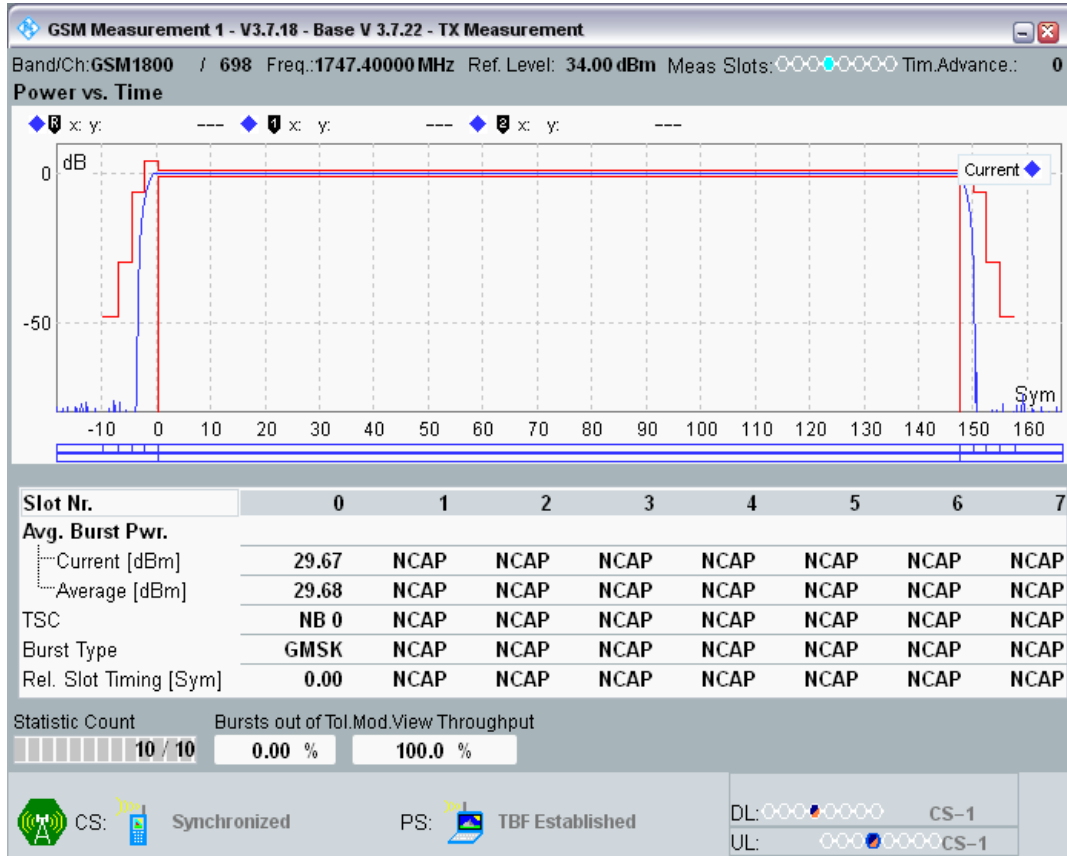 GSM Measurement 1 - V3.7.18 - Base V 3.7.22 - TX Measurement
Band/Ch:GSM1800 / 698 Freq.:1747.40000 MHz Ref. Level: 34.00 dBm Meas Slots: Tim.Advance.: 0
Power vs. Time
R x: y: --- 1 x: y: --- 2 x: y: ---
dB
Current
0
-50
Sym
-10 0 10 20 30 40 50 60 70 80 90 100 110 120 130 140 150 160
Slot Nr. 0 1 2 3 4 5 6 7
Avg. Burst Pwr.
Current [dBm] 29.67 NCAP NCAP NCAP NCAP NCAP NCAP NCAP
Average [dBm] 29.68 NCAP NCAP NCAP NCAP NCAP NCAP NCAP
TSC NB 0 NCAP NCAP NCAP NCAP NCAP NCAP NCAP
Burst Type GMSK NCAP NCAP NCAP NCAP NCAP NCAP NCAP
Rel. Slot Timing [Sym] 0.00 NCAP NCAP NCAP NCAP NCAP NCAP NCAP
Statistic Count Bursts out of Tol. Mod.View Throughput
10 / 10 0.00 % 100.0 %
CS: Synchronized PS: TBF Established DL: CS-1
UL: CS-1